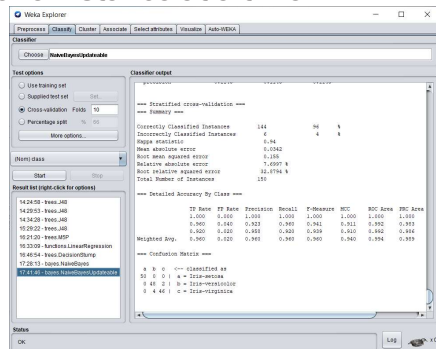 Weka Explorer
Preprocess Classify Cluster Associate Select attributes Visualize Auto-WEKA
Classifier
Choose NaiveBayesUpdateable
Test options
Use training set
Supplied test set Set...
Cross-validation Folds 10
Percentage split % 66
More options...
(Nom) class
Start Stop
Result list (right-click for options)
14:24:58 - trees.J48
14:29:53 - trees.J48
14:34:26 - trees.J48
16:29:22 - trees.J48
16:21:20 - trees.M5P
16:33:09 - functions.LinearRegression
16:46:54 - trees.DecisionStump
17:28:13 - bayes.NaiveBayes
17:41:46 - bayes.NaiveBayesUpdateable
Classifier output
=== Stratified cross-validation ===
=== Summary ===
Correctly Classified Instances 144 96 %
Incorrectly Classified Instances 6 4 %
Kappa statistic 0.94
Mean absolute error 0.0342
Root mean squared error 0.155
Relative absolute error 7.6997 %
Root relative squared error 32.8794 %
Total Number of Instances 150
=== Detailed Accuracy By Class ===
TP Rate FP Rate Precision Recall F-Measure MCC ROC Area PRC Area
1.000 0.000 1.000 1.000 1.000 1.000 1.000 1.000
0.960 0.040 0.923 0.960 0.941 0.911 0.992 0.983
0.920 0.020 0.958 0.920 0.939 0.910 0.992 0.986
Weighted Avg. 0.960 0.020 0.960 0.960 0.960 0.940 0.994 0.989
=== Confusion Matrix ===
a b c <-- classified as
50 0 0 | a = Iris-setosa
0 48 2 | b = Iris-versicolor
0 4 46 | c = Iris-virginica
Status
OK
Log x 0